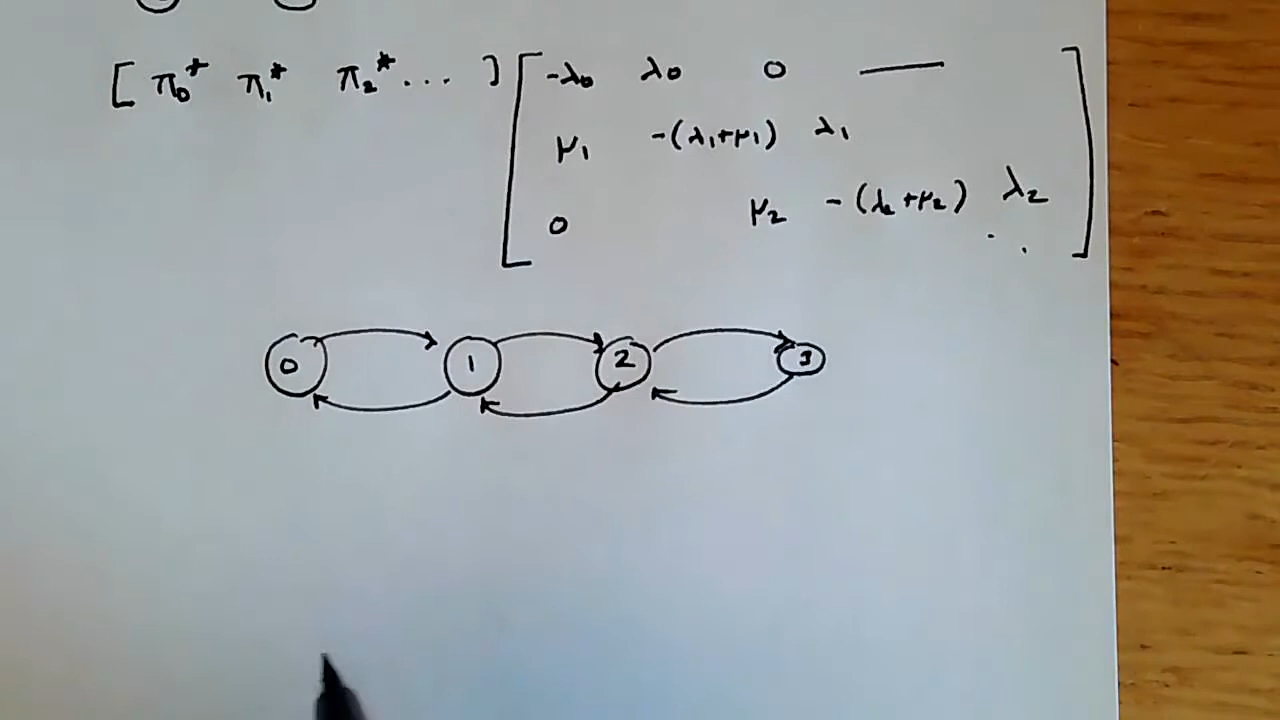 [ π₀* π₁* π₂* ... ] [ -λ₀ λ₀ 0 —
μ₁ -(λ₁+μ₁) λ₁
0 μ₂ -(λ₂+μ₂) λ₂ ⋱ ]
0 1 2 3